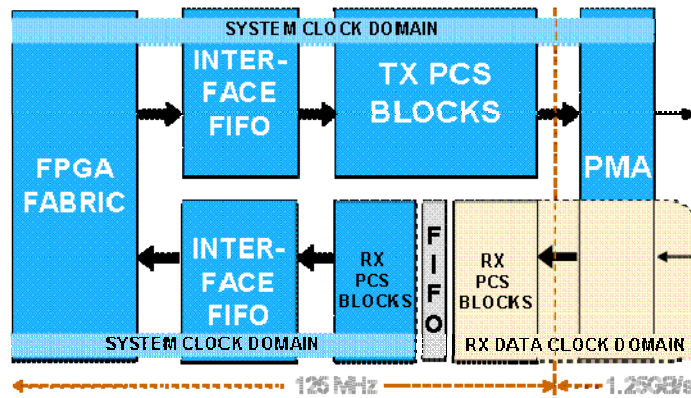 SYSTEM CLOCK DOMAIN
INTER-
FACE
FIFO
TX PCS
BLOCKS
FPGA
FABRIC
PMA
INTER-
FACE
FIFO
RX
PCS
BLOCKS
F
I
F
O
RX
PCS
BLOCKS
SYSTEM CLOCK DOMAIN
RX DATA CLOCK DOMAIN
125 MHz
1.25GB/s